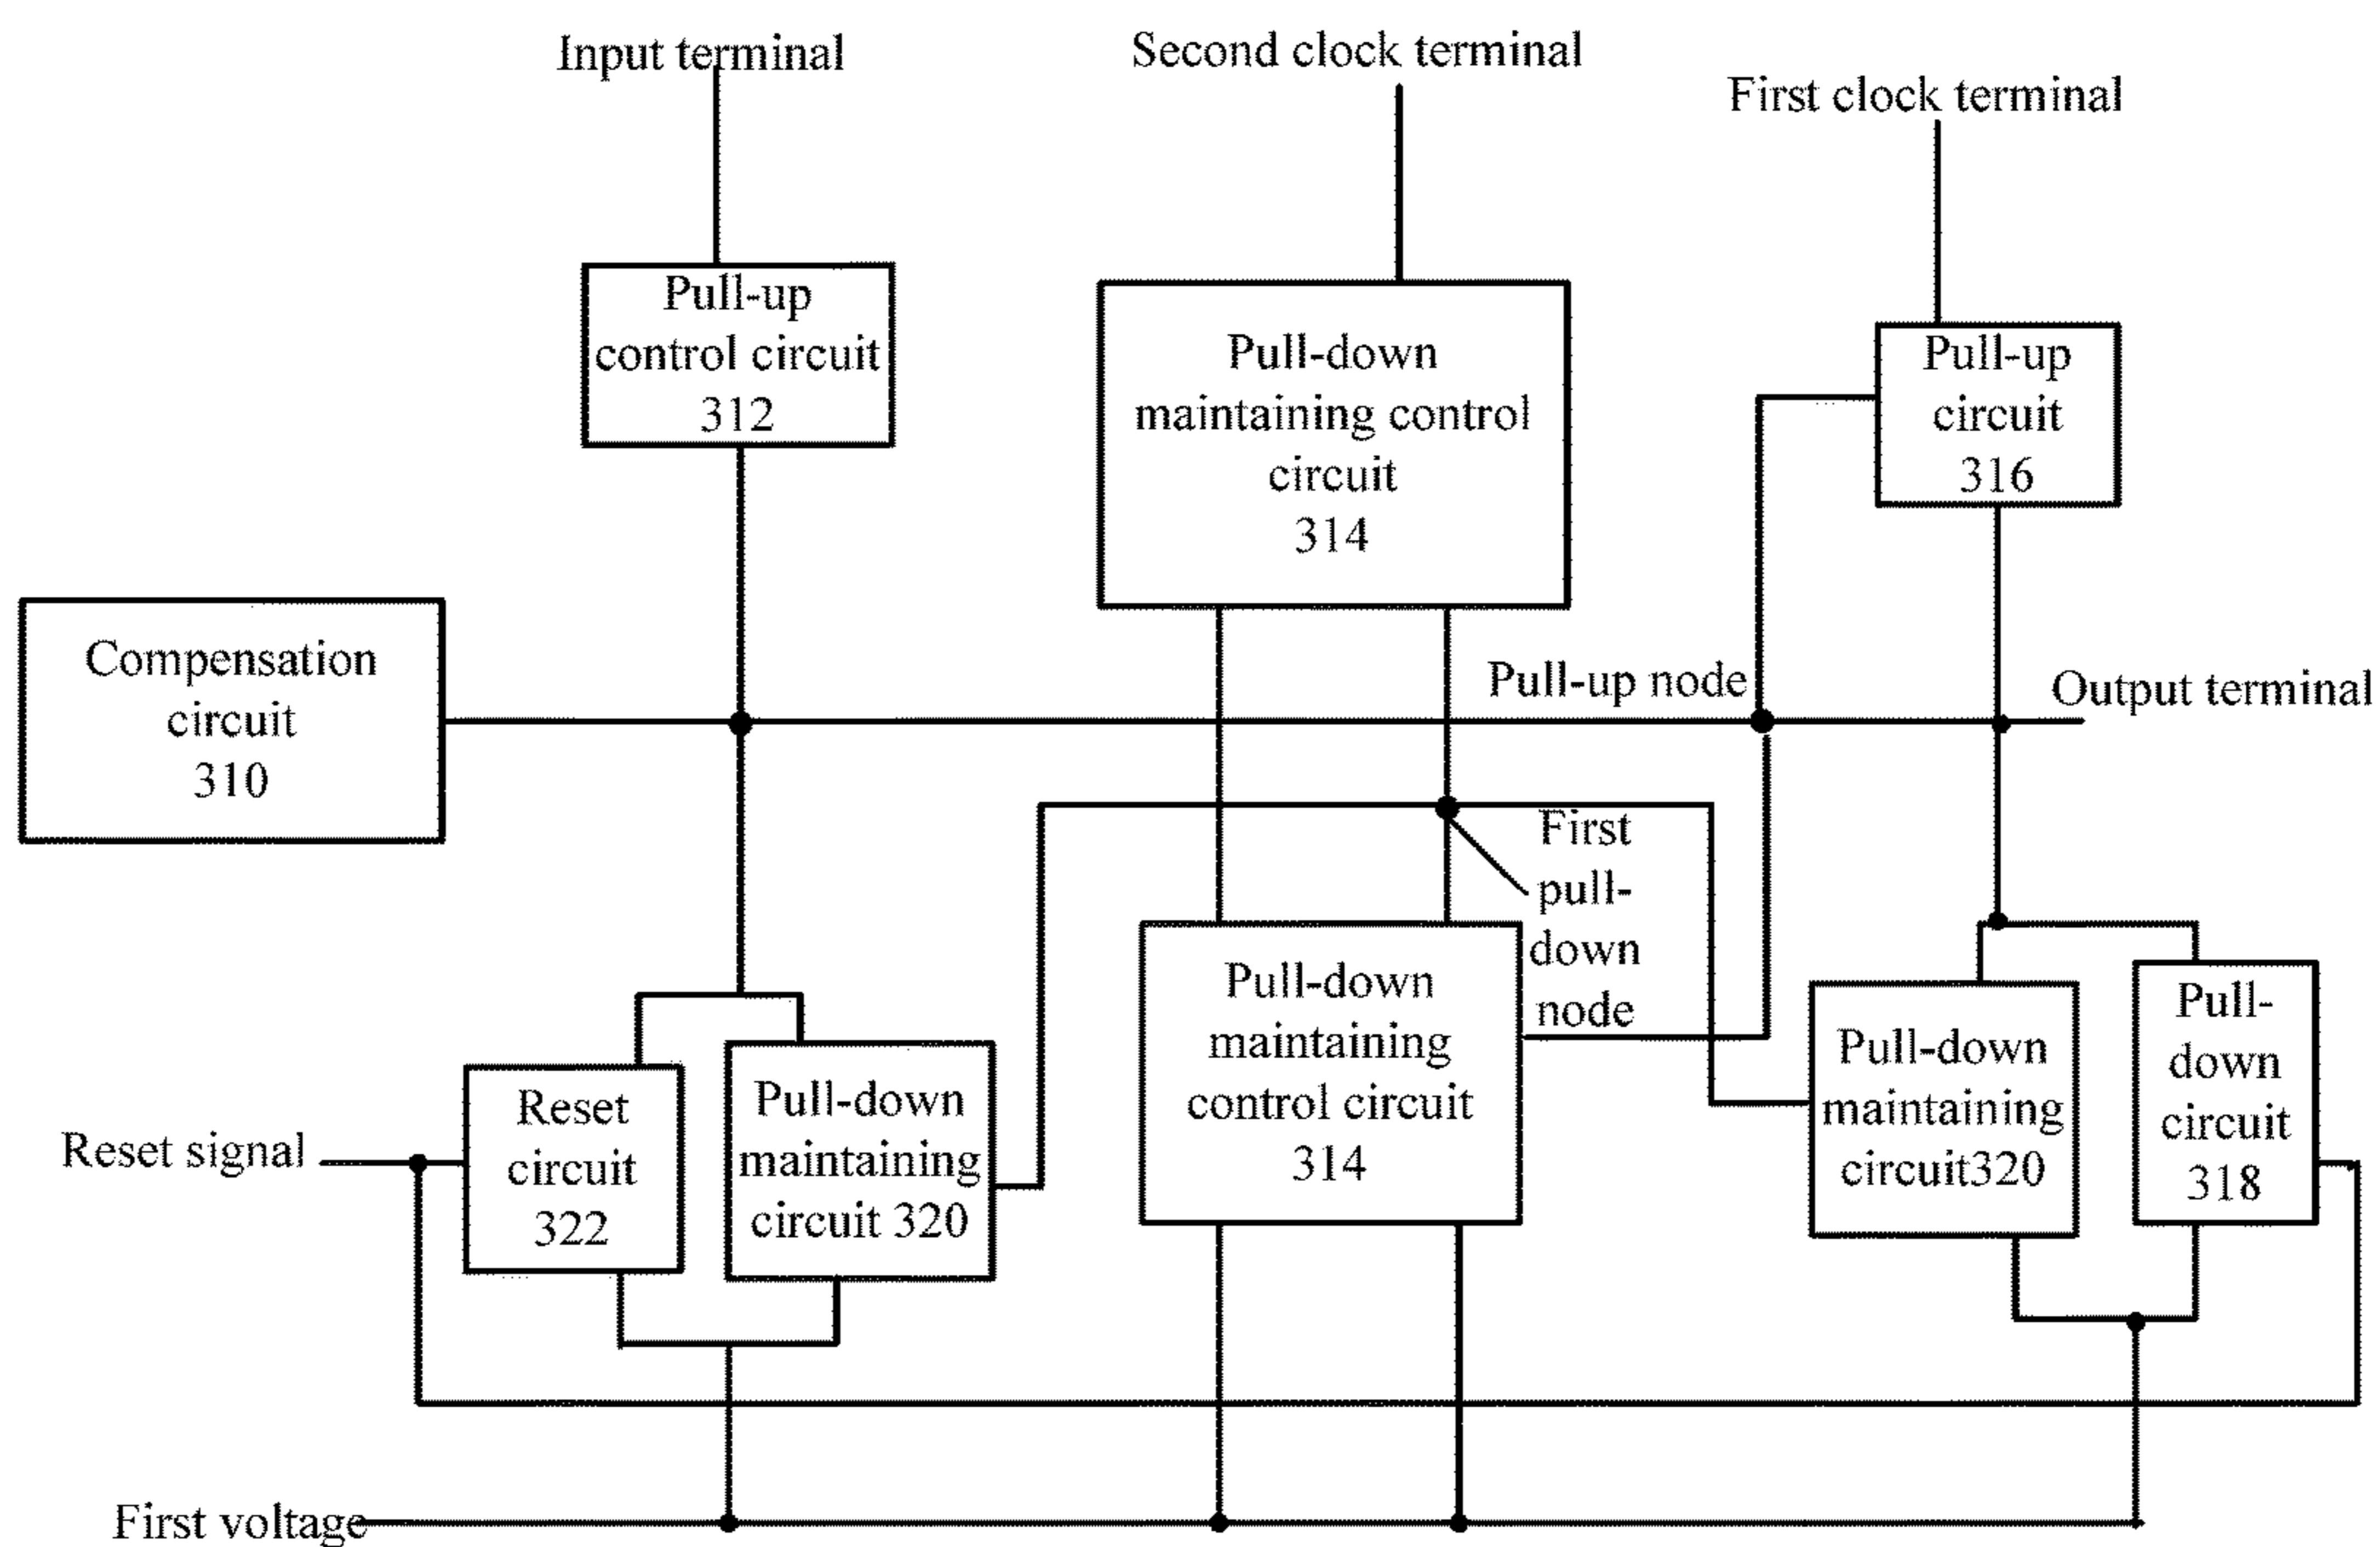 Input terminal
Second clock terminal
First clock terminal
Pull-up
control circuit
312
Pull-down
maintaining control
circuit
314
Pull-up
circuit
316
Compensation
circuit
310
Pull-up node
Output terminal
First
pull-
down
node
Pull-down
maintaining
control circuit
314
Pull-down
maintaining
circuit320
Pull-
down
circuit
318
Reset signal
Reset
circuit
322
Pull-down
maintaining
circuit 320
First voltage